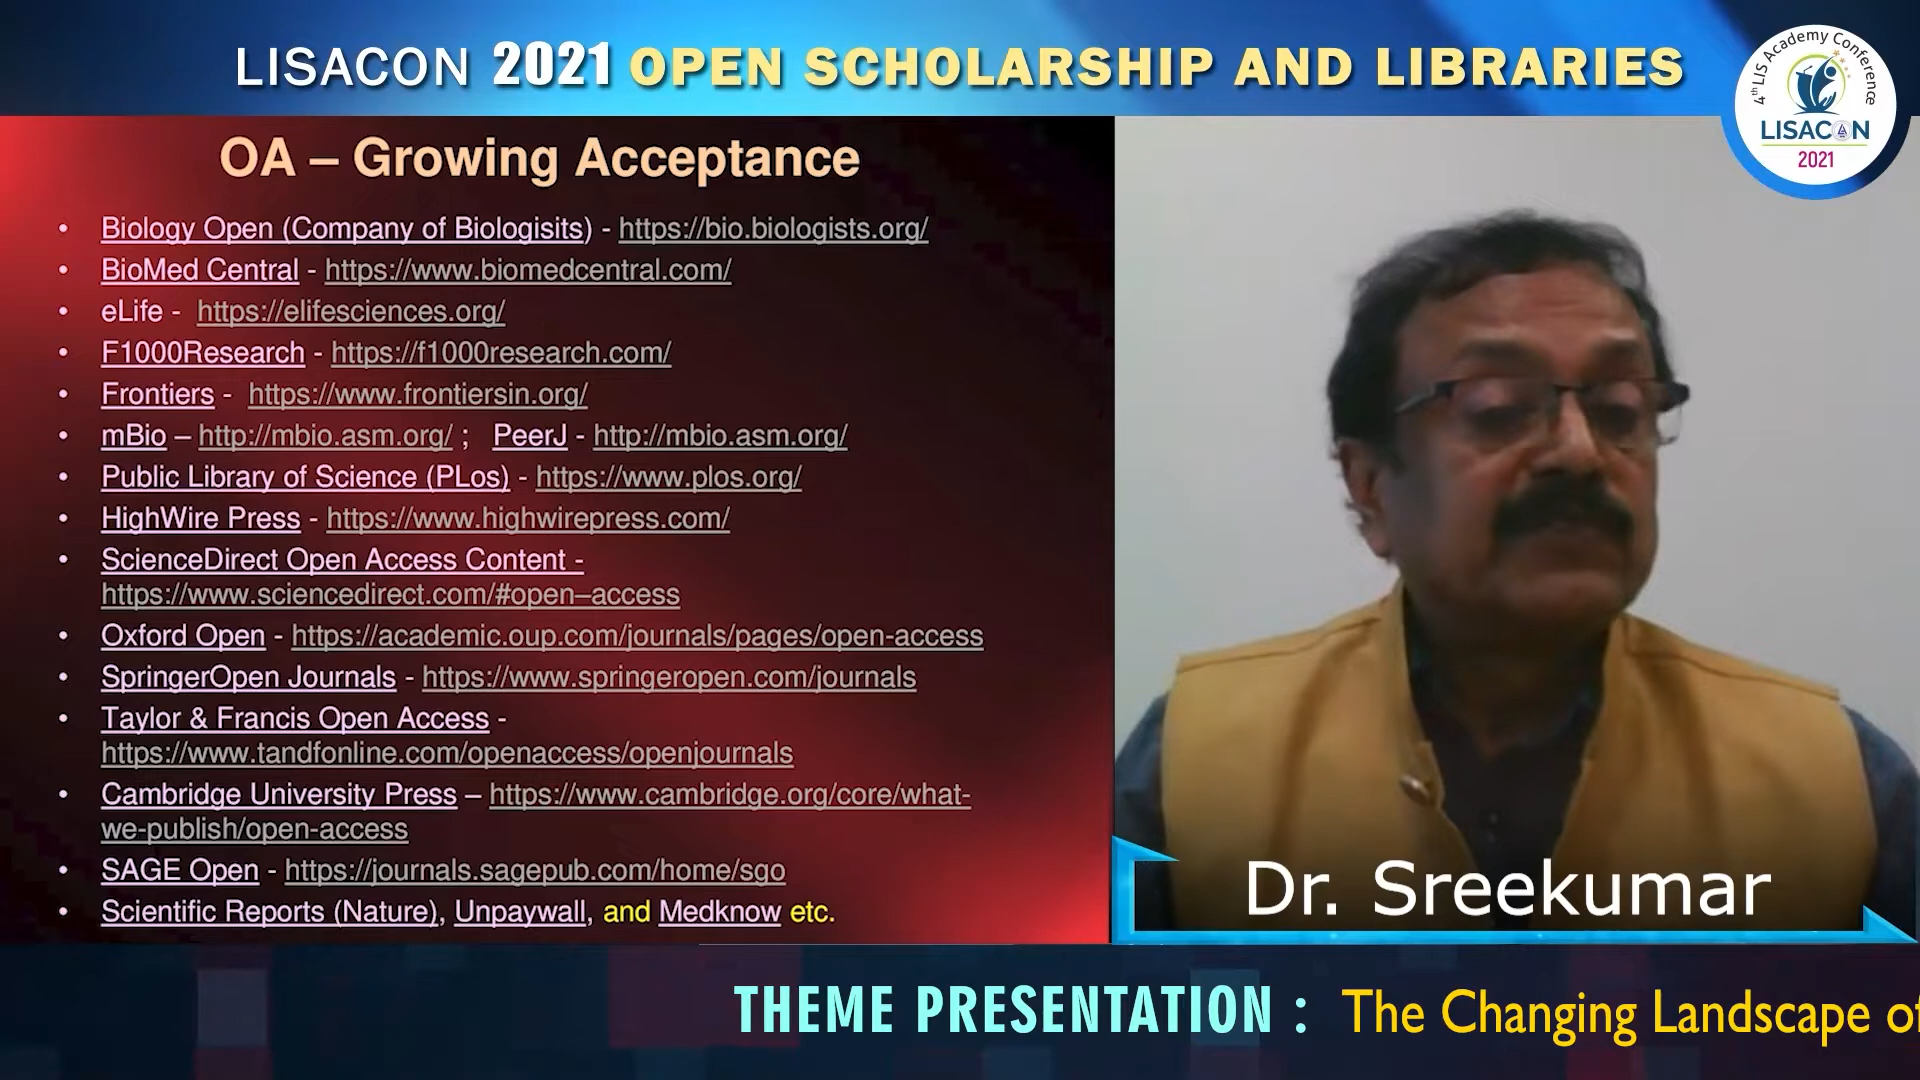 LISACON 2021 OPEN SCHOLARSHIP AND LIBRARIES
4th LIS Academy Conference
LISACON
2021
OA – Growing Acceptance
• Biology Open (Company of Biologisits) - https://bio.biologists.org/
• BioMed Central - https://www.biomedcentral.com/
• eLife - https://elifesciences.org/
• F1000Research - https://f1000research.com/
• Frontiers - https://www.frontiersin.org/
• mBio – http://mbio.asm.org/ ; PeerJ - http://mbio.asm.org/
• Public Library of Science (PLos) - https://www.plos.org/
• HighWire Press - https://www.highwirepress.com/
• ScienceDirect Open Access Content -
https://www.sciencedirect.com/#open–access
• Oxford Open - https://academic.oup.com/journals/pages/open-access
• SpringerOpen Journals - https://www.springeropen.com/journals
• Taylor & Francis Open Access -
https://www.tandfonline.com/openaccess/openjournals
• Cambridge University Press – https://www.cambridge.org/core/what-
we-publish/open-access
• SAGE Open - https://journals.sagepub.com/home/sgo
• Scientific Reports (Nature), Unpaywall, and Medknow etc.
Dr. Sreekumar
THEME PRESENTATION : The Changing Landscape of